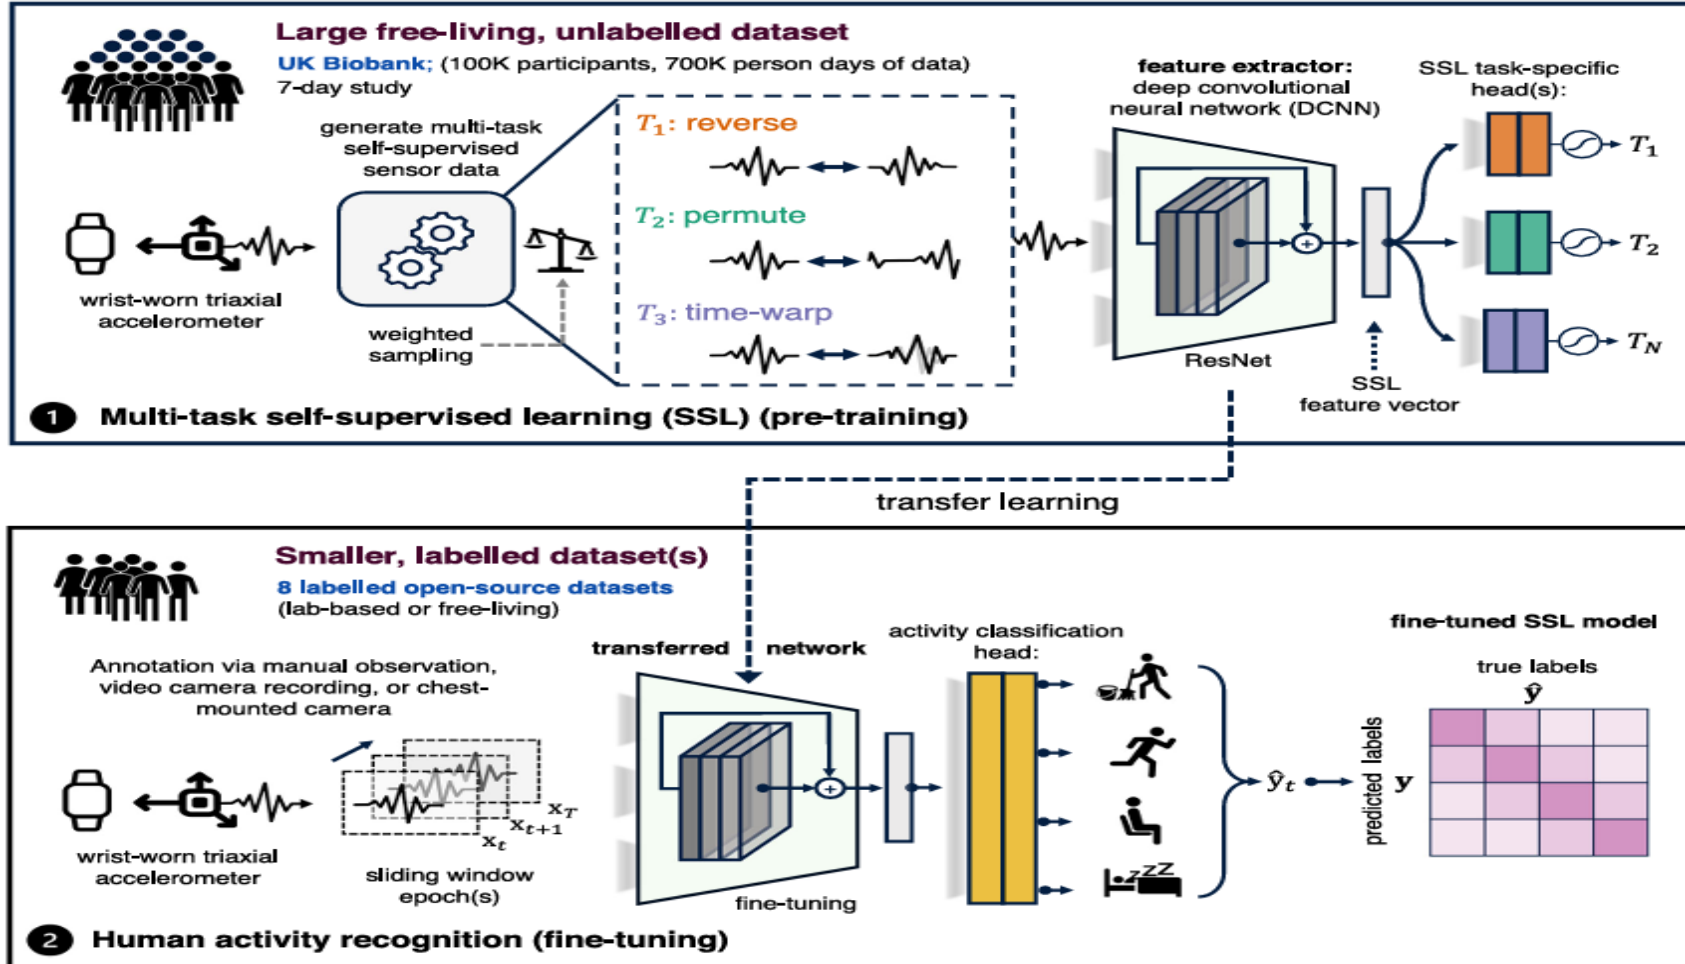 Large free-living, unlabelled dataset
UK Biobank; (100K participants, 700K person days of data)
7-day study
generate multi-task
self-supervised
sensor data
wrist-worn triaxial
accelerometer
weighted
sampling
T₁: reverse
T₂: permute
T₃: time-warp
feature extractor:
deep convolutional
neural network (DCNN)
+
ResNet
SSL task-specific
head(s):
T₁
T₂
T_N
SSL
feature vector
1 Multi-task self-supervised learning (SSL) (pre-training)
transfer learning
Smaller, labelled dataset(s)
8 labelled open-source datasets
(lab-based or free-living)
Annotation via manual observation,
video camera recording, or chest-
mounted camera
wrist-worn triaxial
accelerometer
x_T
x_{t+1}
x_t
sliding window
epoch(s)
transferred network
+
fine-tuning
activity classification
head:
zZZ
ŷ_t
fine-tuned SSL model
true labels
ŷ
predicted labels
y
2 Human activity recognition (fine-tuning)